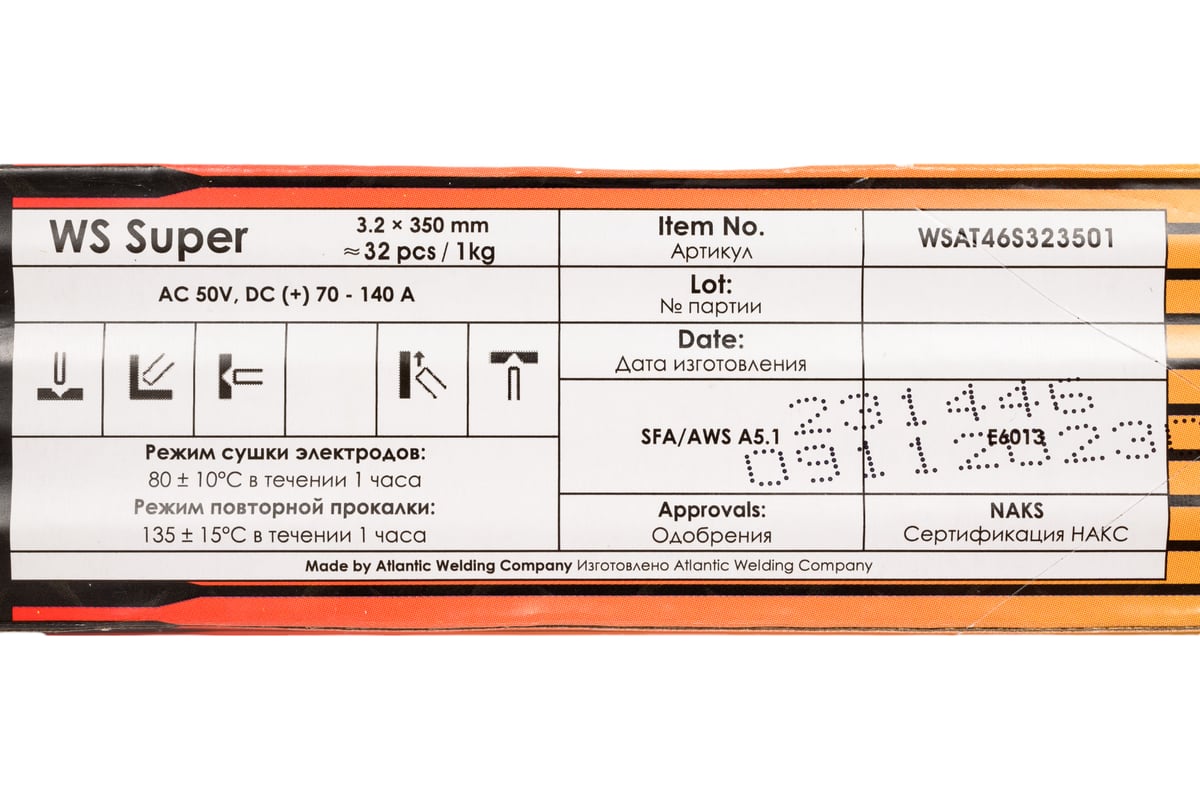 WS Super
3.2 × 350 mm
≈ 32 pcs / 1kg
Item No.
Артикул
WSAT46S323501
AC 50V, DC (+) 70 - 140 A
Lot:
№ партии
Date:
Дата изготовления
231446
SFA/AWS A5.1
E6013
09112023
Режим сушки электродов:
80 ± 10°C в течении 1 часа
Режим повторной прокалки:
135 ± 15°C в течении 1 часа
Approvals:
Одобрения
NAKS
Сертификация НАКС
Made by Atlantic Welding Company Изготовлено Atlantic Welding Company